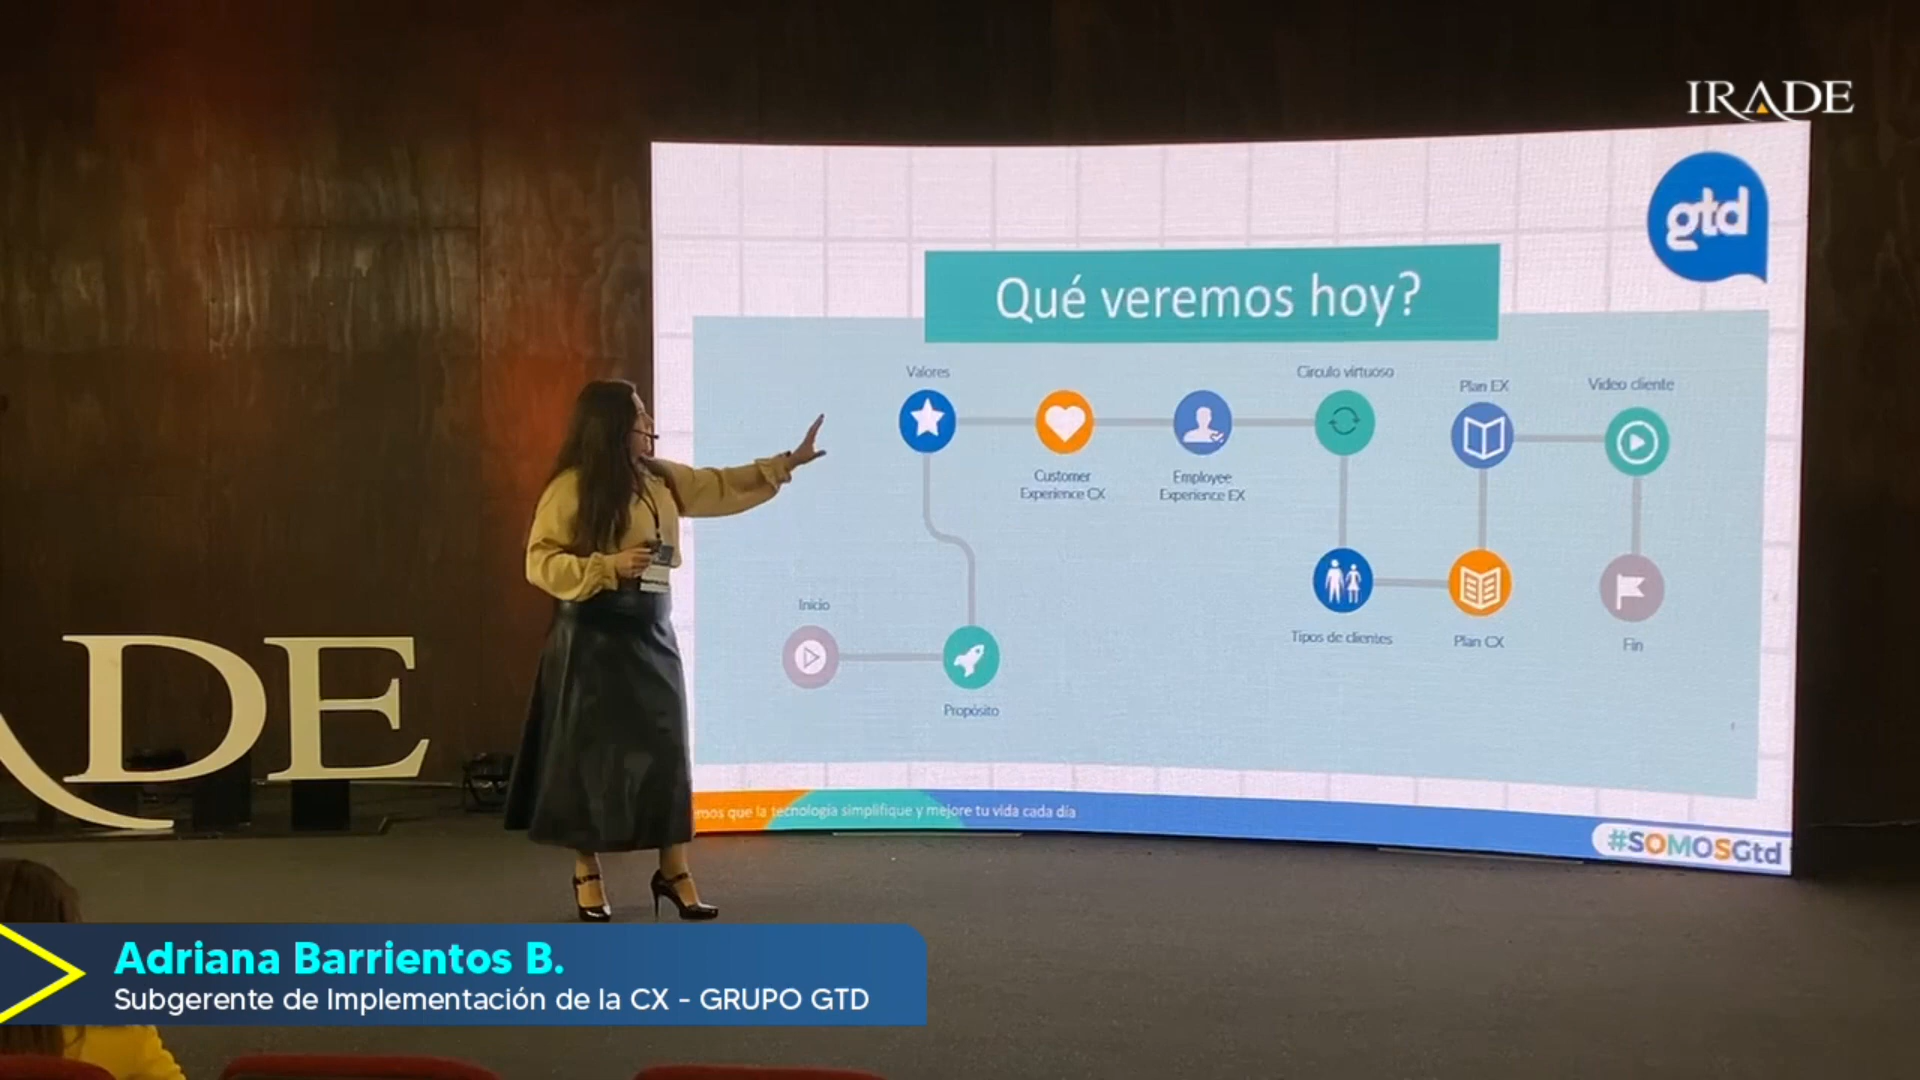 IRADE
gtd
Qué veremos hoy?
Valores
Circulo virtuoso
Plan EX
Video cliente
Customer
Experience CX
Employee
Experience EX
Inicio
Propósito
Tipos de clientes
Plan CX
Fin
que la tecnología simplifique y mejore tu vida cada día
#SOMOSGtd
ADE
Adriana Barrientos B.
Subgerente de Implementación de la CX - GRUPO GTD